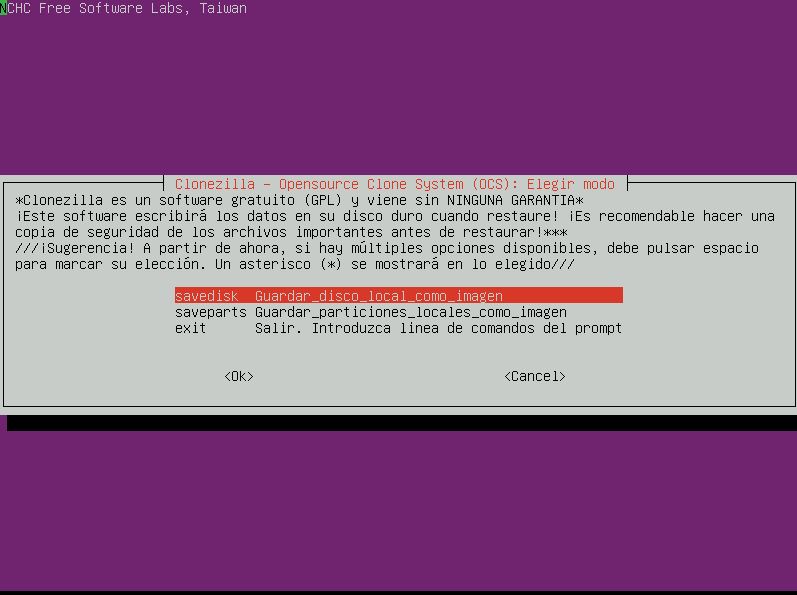 NCHC Free Software Labs, Taiwan
Clonezilla - Opensource Clone System (OCS): Elegir modo
*Clonezilla es un software gratuito (GPL) y viene sin NINGUNA GARANTIA*
¡Este software escribirá los datos en su disco duro cuando restaure! ¡Es recomendable hacer una
copia de seguridad de los archivos importantes antes de restaurar!***
///¡Sugerencia! A partir de ahora, si hay múltiples opciones disponibles, debe pulsar espacio
para marcar su elección. Un asterisco (*) se mostrará en lo elegido///
savedisk Guardar_disco_local_como_imagen
saveparts Guardar_particiones_locales_como_imagen
exit Salir. Introduzca linea de comandos del prompt
<Ok> <Cancel>